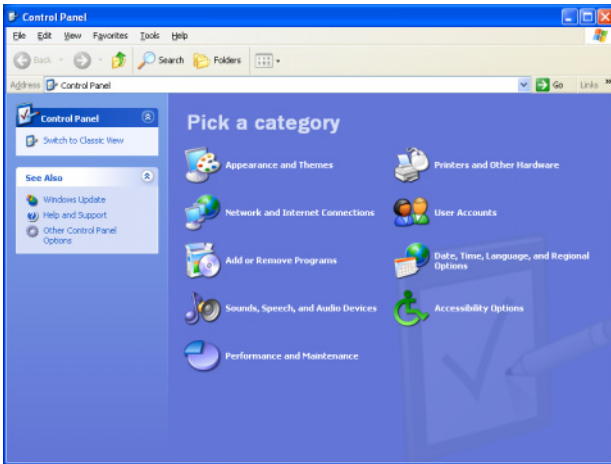 Control Panel
File Edit View Favorites Tools Help
Back Search Folders
Address Control Panel Go Links »
Control Panel
Switch to Classic View
See Also
Windows Update
Help and Support
Other Control Panel
Options
Pick a category
Appearance and Themes
Printers and Other Hardware
Network and Internet Connections
User Accounts
Add or Remove Programs
Date, Time, Language, and Regional
Options
Sounds, Speech, and Audio Devices
Accessibility Options
Performance and Maintenance